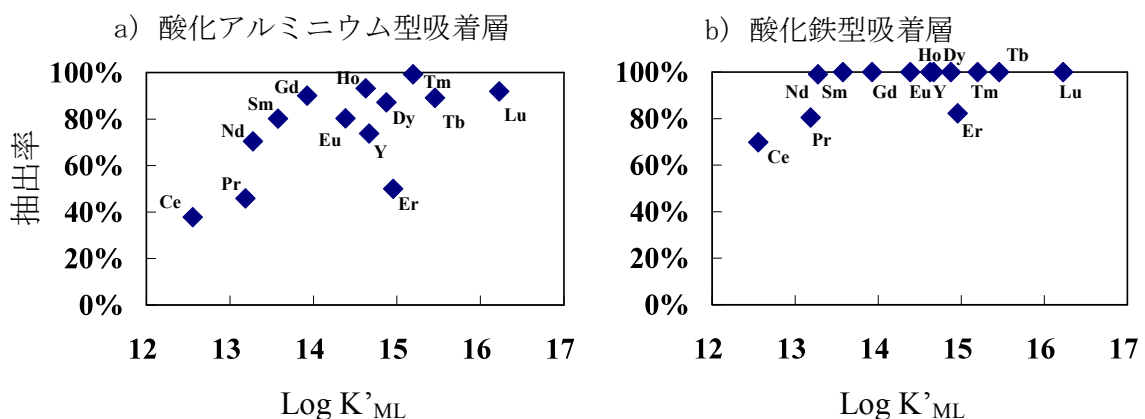 a) 酸化アルミニウム型吸着層
抽出率
100%
80%
60%
40%
20%
0%
Ce
Pr
Nd
Sm
Gd
Eu
Ho
Y
Dy
Er
Tm
Tb
Lu
12 13 14 15 16 17
Log K’ML
b) 酸化鉄型吸着層
100%
80%
60%
40%
20%
0%
HoDy Tb
Nd Sm Gd EuY Tm Lu
Pr
Er
Ce
12 13 14 15 16 17
Log K’ML